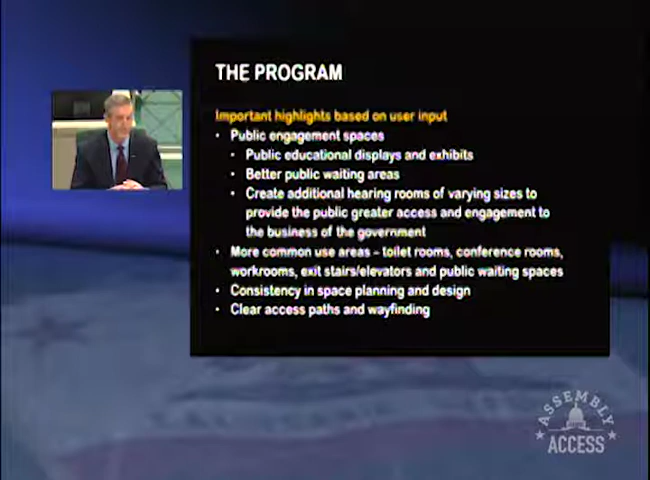 THE PROGRAM
Important highlights based on user input
• Public engagement spaces
• Public educational displays and exhibits
• Better public waiting areas
• Create additional hearing rooms of varying sizes to
provide the public greater access and engagement to
the business of the government
• More common use areas – toilet rooms, conference rooms,
workrooms, exit stairs/elevators and public waiting spaces
• Consistency in space planning and design
• Clear access paths and wayfinding
ASSEMBLY
ACCESS